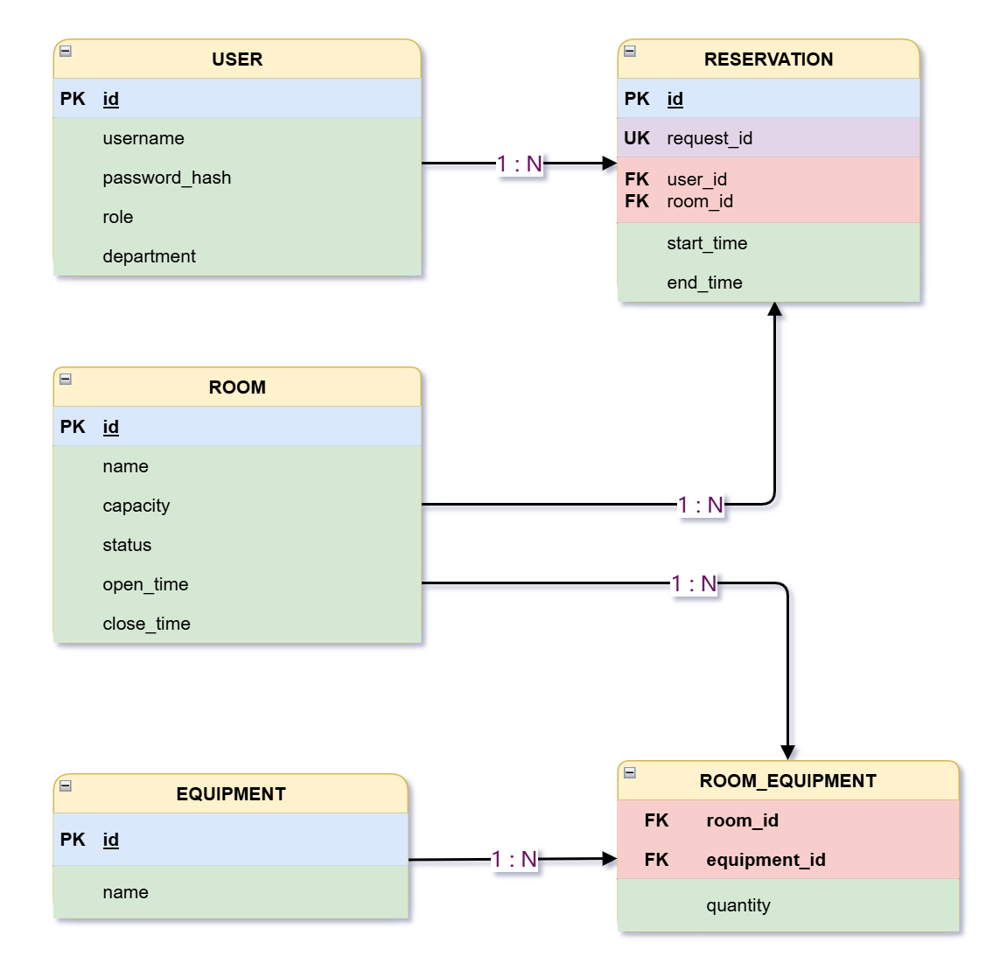 USER
PK id
username
password_hash
role
department
1 : N
RESERVATION
PK id
UK request_id
FK user_id
FK room_id
start_time
end_time
ROOM
PK id
name
capacity
status
open_time
close_time
1 : N
1 : N
EQUIPMENT
PK id
name
1 : N
ROOM_EQUIPMENT
FK room_id
FK equipment_id
quantity